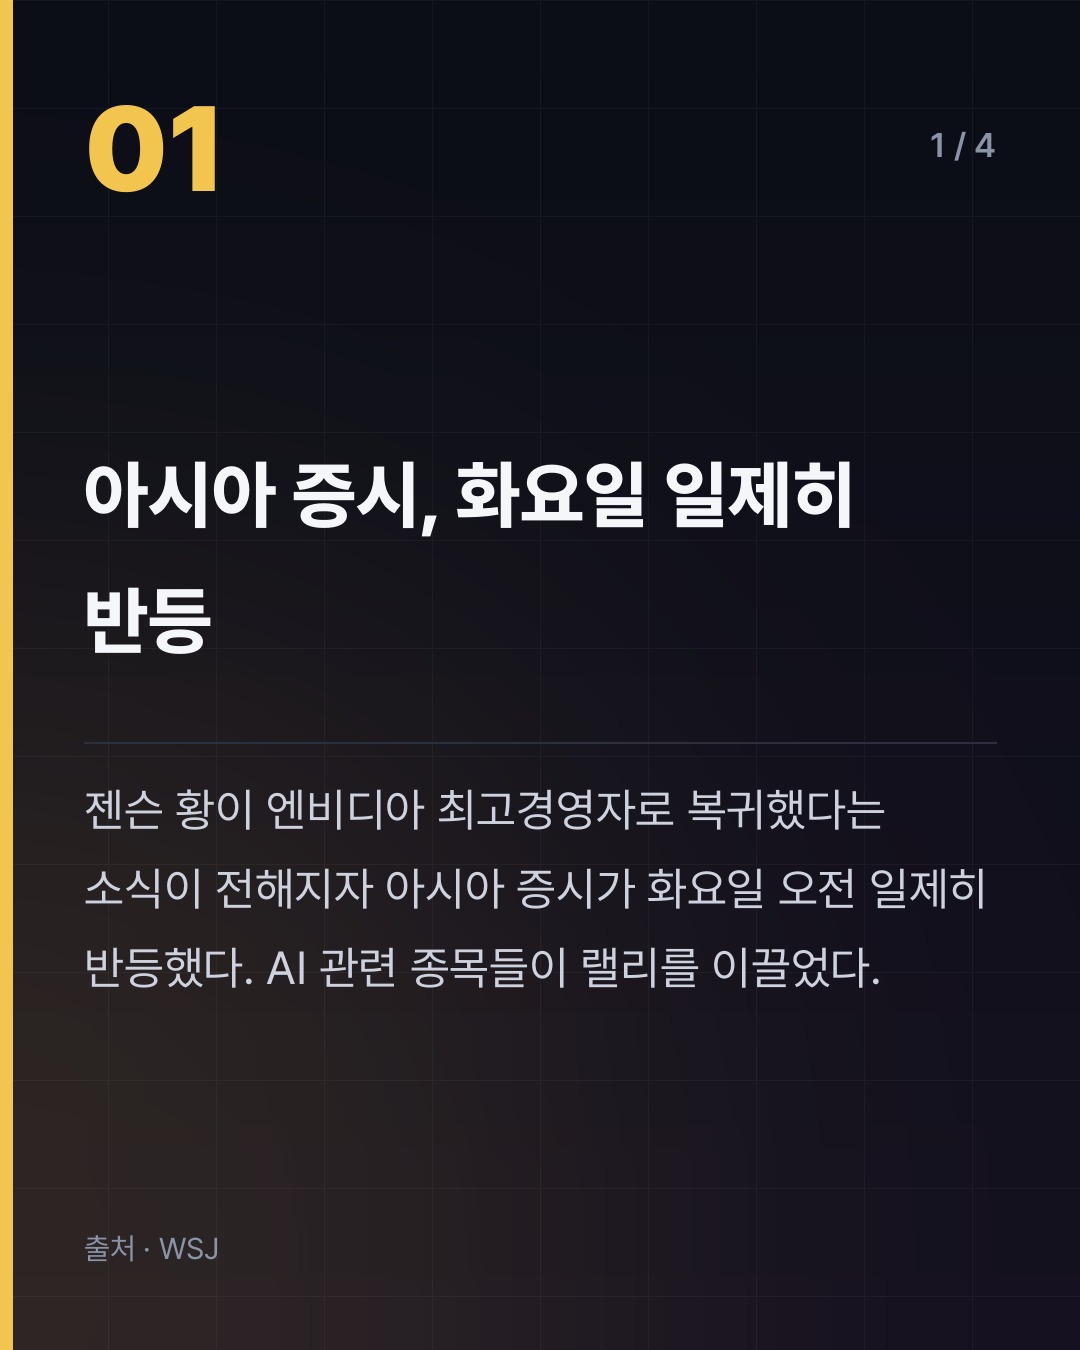 01
1 / 4
아시아 증시, 화요일 일제히
반등
젠슨 황이 엔비디아 최고경영자로 복귀했다는
소식이 전해지자 아시아 증시가 화요일 오전 일제히
반등했다. AI 관련 종목들이 랠리를 이끌었다.
출처 · WSJ